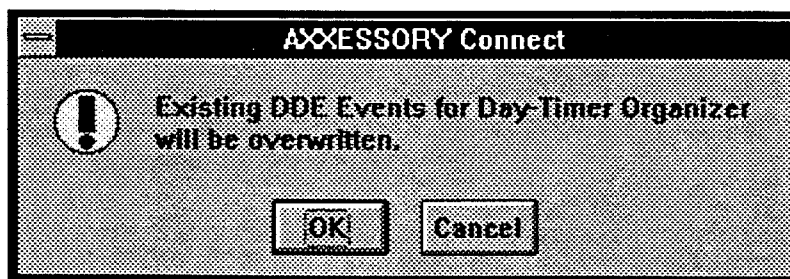 AXXESSORY Connect
Existing DDE Events for Day-Timer Organizer
will be overwritten.
OK
Cancel